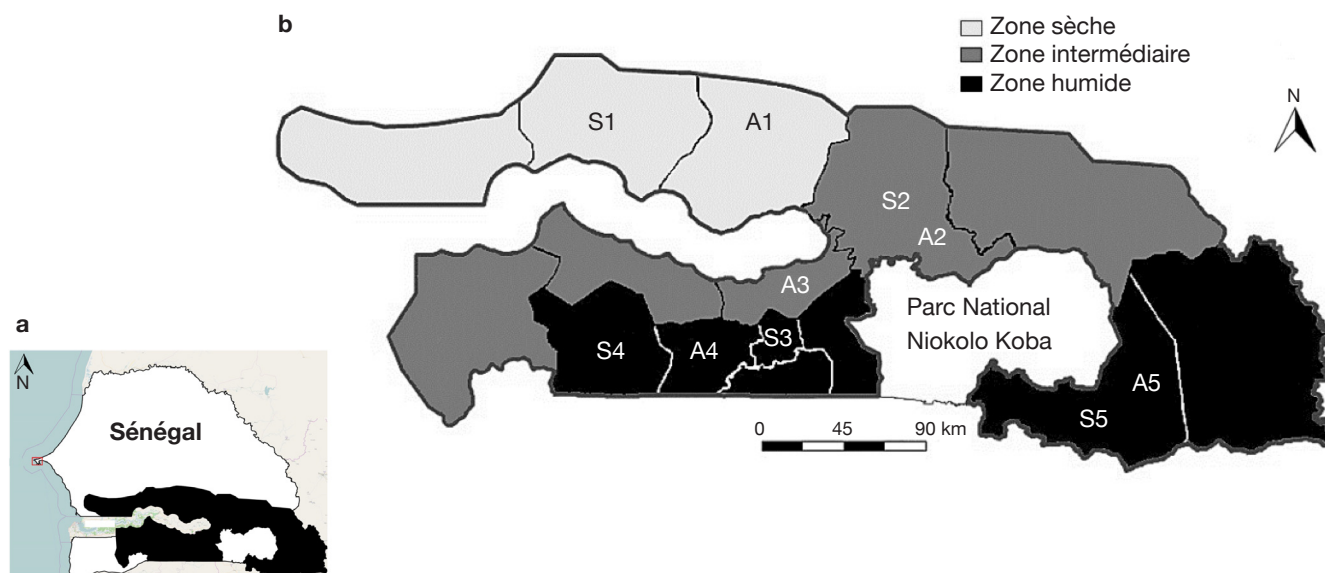 b
Zone sèche
Zone intermédiaire
Zone humide
N
S1
A1
S2
A2
A3
Parc National
Niokolo Koba
S3
S4
A4
A5
S5
0 45 90 km
a
N
Sénégal